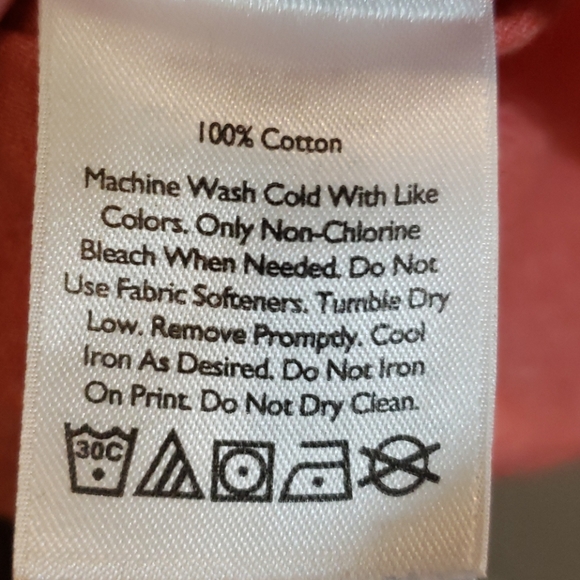 100% Cotton
Machine Wash Cold With Like
Colors. Only Non-Chlorine
Bleach When Needed. Do Not
Use Fabric Softeners. Tumble Dry
Low. Remove Promptly. Cool
Iron As Desired. Do Not Iron
On Print. Do Not Dry Clean.
30C